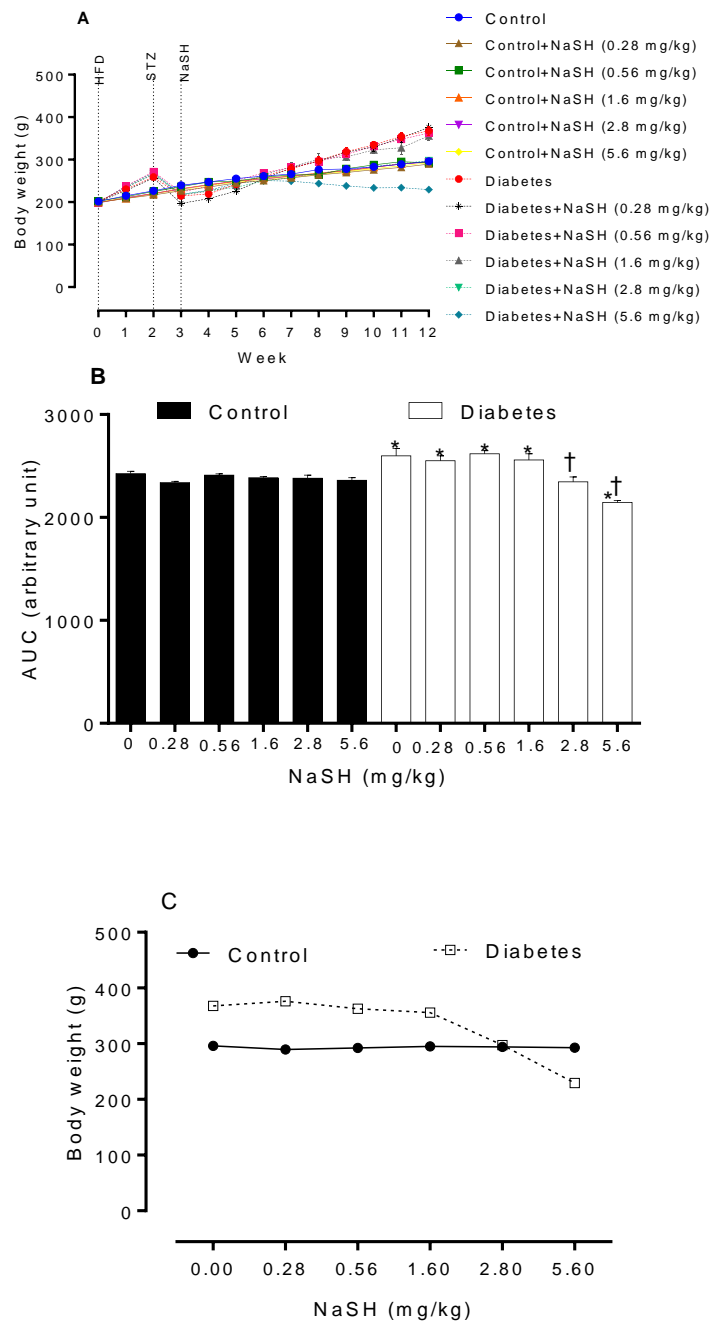 A
HFD
STZ
NaSH
Body weight (g)
500
400
300
200
100
0
0 1 2 3 4 5 6 7 8 9 10 11 12
Week
Control
Control+NaSH (0.28 mg/kg)
Control+NaSH (0.56 mg/kg)
Control+NaSH (1.6 mg/kg)
Control+NaSH (2.8 mg/kg)
Control+NaSH (5.6 mg/kg)
Diabetes
Diabetes+NaSH (0.28 mg/kg)
Diabetes+NaSH (0.56 mg/kg)
Diabetes+NaSH (1.6 mg/kg)
Diabetes+NaSH (2.8 mg/kg)
Diabetes+NaSH (5.6 mg/kg)
B
Control Diabetes
AUC (arbitrary unit)
3000
2000
1000
0
* * * * † *†
0 0.28 0.56 1.6 2.8 5.6 0 0.28 0.56 1.6 2.8 5.6
NaSH (mg/kg)
C
Control Diabetes
Body weight (g)
500
400
300
200
100
0
0.00 0.28 0.56 1.60 2.80 5.60
NaSH (mg/kg)